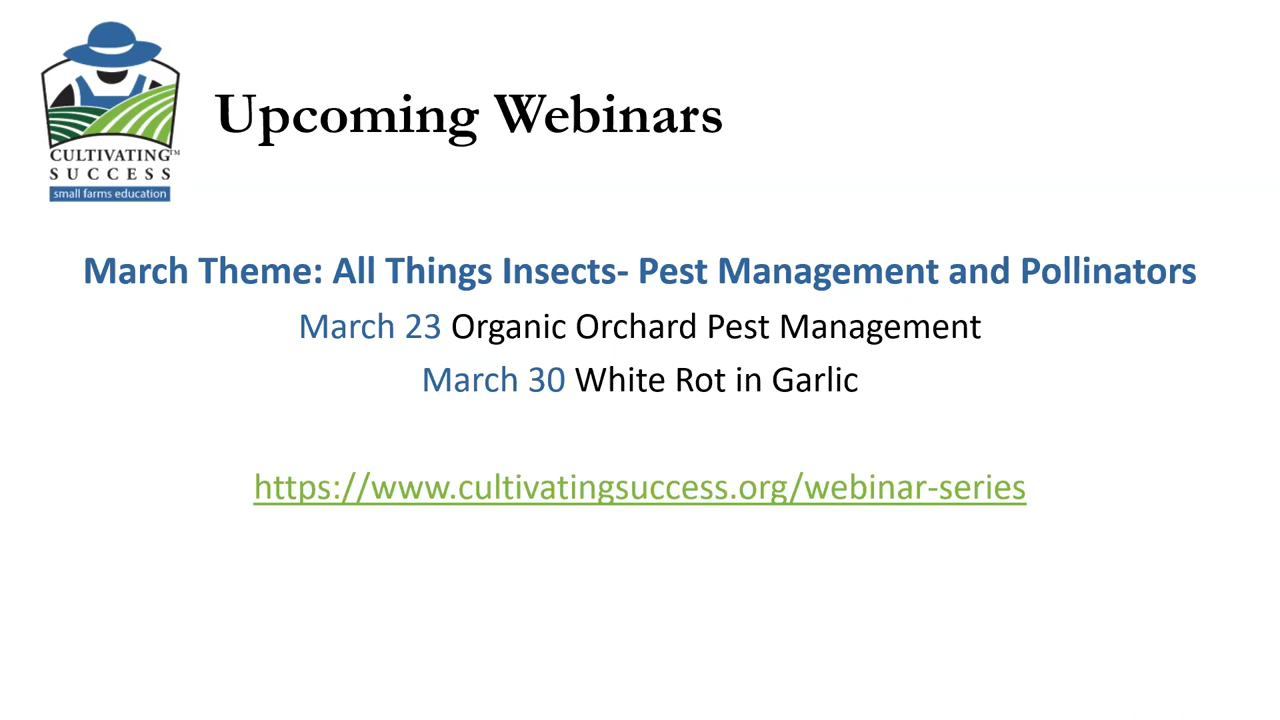 CULTIVATING™
SUCCESS
small farms education
Upcoming Webinars
March Theme: All Things Insects- Pest Management and Pollinators
March 23 Organic Orchard Pest Management
March 30 White Rot in Garlic
https://www.cultivatingsuccess.org/webinar-series